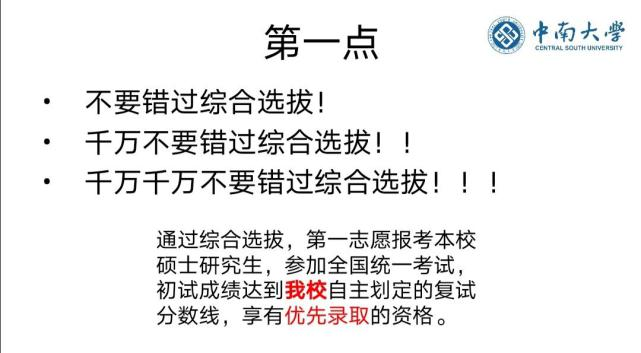 第一点
中南大学
CENTRAL SOUTH UNIVERSITY
• 不要错过综合选拔!
• 千万不要错过综合选拔!!
• 千万千万不要错过综合选拔!!!
通过综合选拔，第一志愿报考本校
硕士研究生，参加全国统一考试，
初试成绩达到我校自主划定的复试
分数线，享有优先录取的资格。